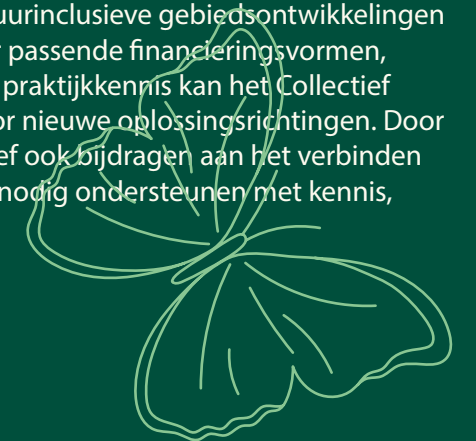 uurinclusieve gebiedsontwikkelingen
passende financieringsvormen,
praktijkkennis kan het Collectief
or nieuwe oplossingsrichtingen. Door
ef ook bijdragen aan het verbinden
nodig ondersteunen met kennis,